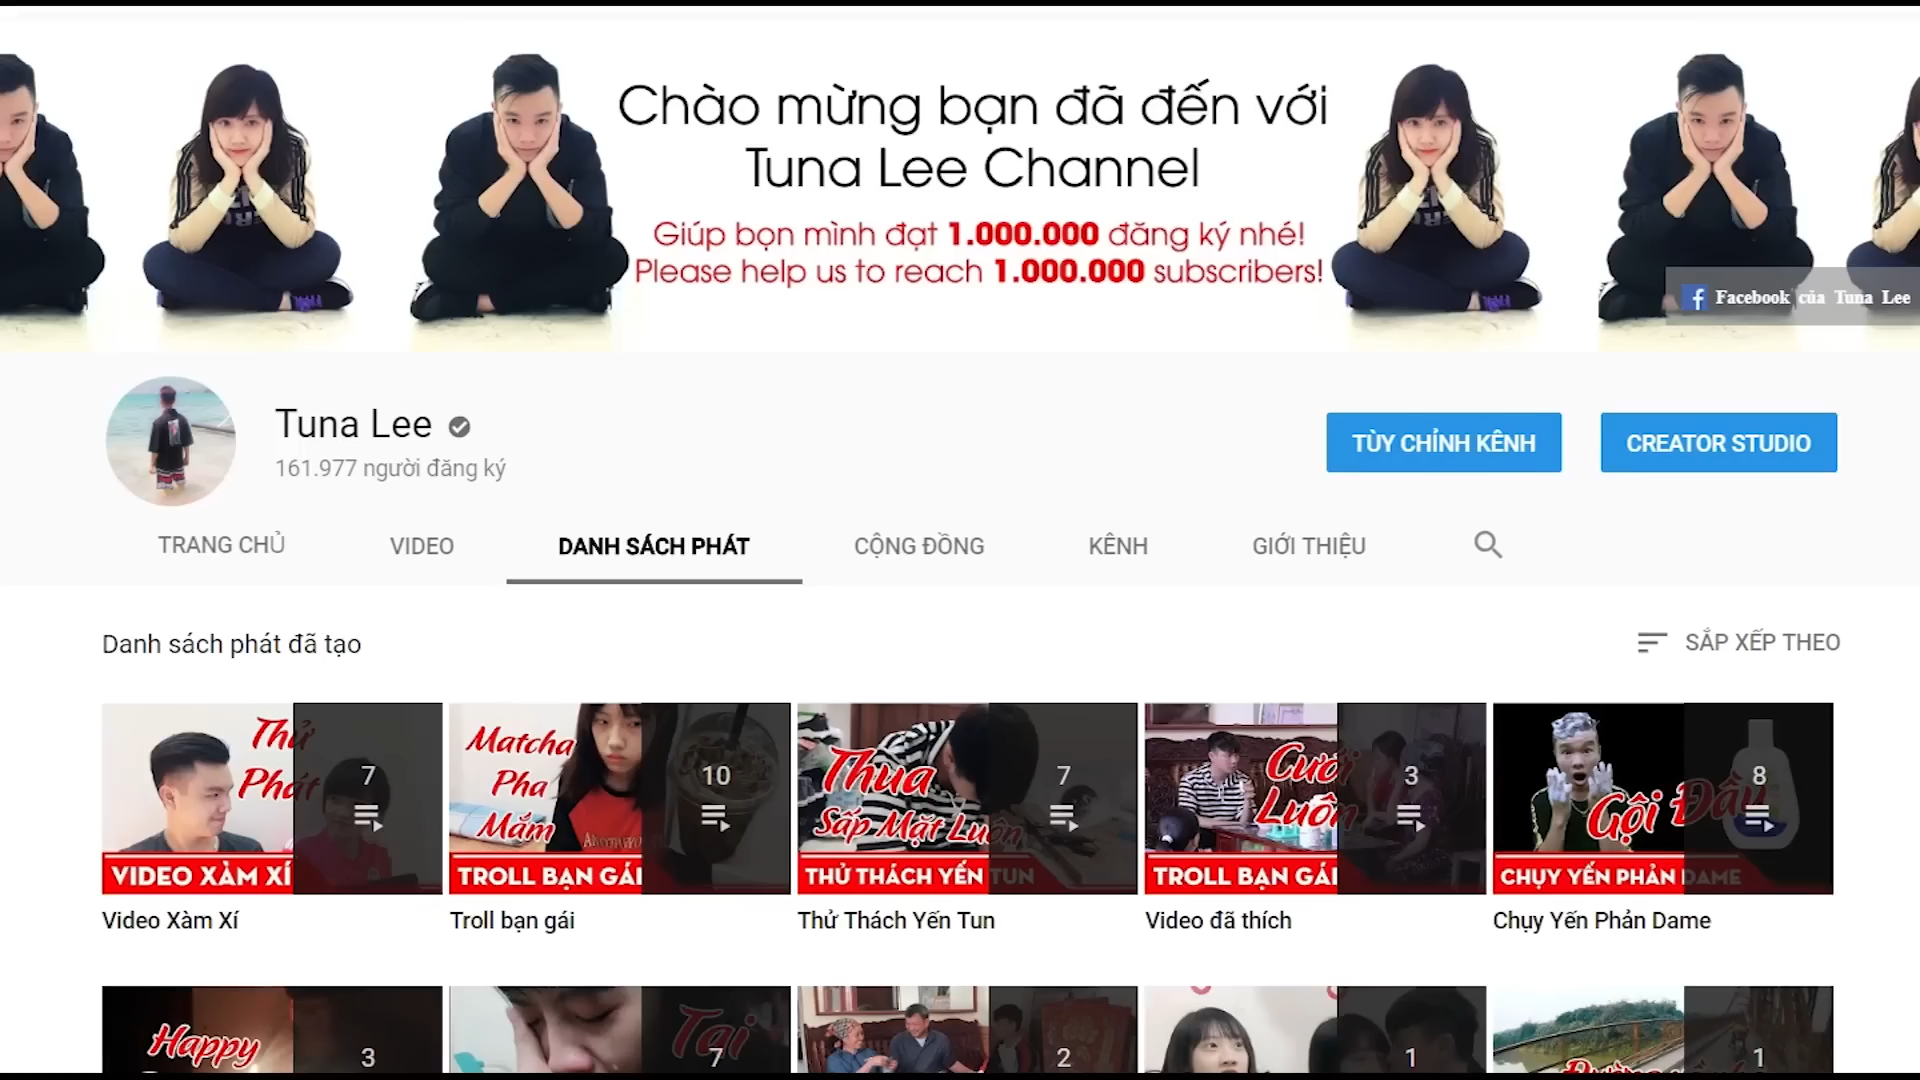 Chào mừng bạn đã đến với
Tuna Lee Channel
Giúp bọn mình đạt 1.000.000 đăng ký nhé!
Please help us to reach 1.000.000 subscribers!
Facebook của Tuna Lee
Tuna Lee
161.977 người đăng ký
TÙY CHỈNH KÊNH
CREATOR STUDIO
TRANG CHỦ
VIDEO
DANH SÁCH PHÁT
CỘNG ĐỒNG
KÊNH
GIỚI THIỆU
Danh sách phát đã tạo
SẮP XẾP THEO
Thử
Phát
7
VIDEO XÀM XÍ
Matcha
Pha
Mắm
10
TROLL BẠN GÁI
Thua
Sấp Mặt Luôn
7
THỬ THÁCH YẾN TUN
Cưới
Luôn
3
TROLL BẠN GÁI
Gội Đầu
8
CHỤY YẾN PHẢN DAME
Video Xàm Xí
Troll bạn gái
Thử Thách Yến Tun
Video đã thích
Chụy Yến Phản Dame
Happy
3
Tại
7
2
1
1